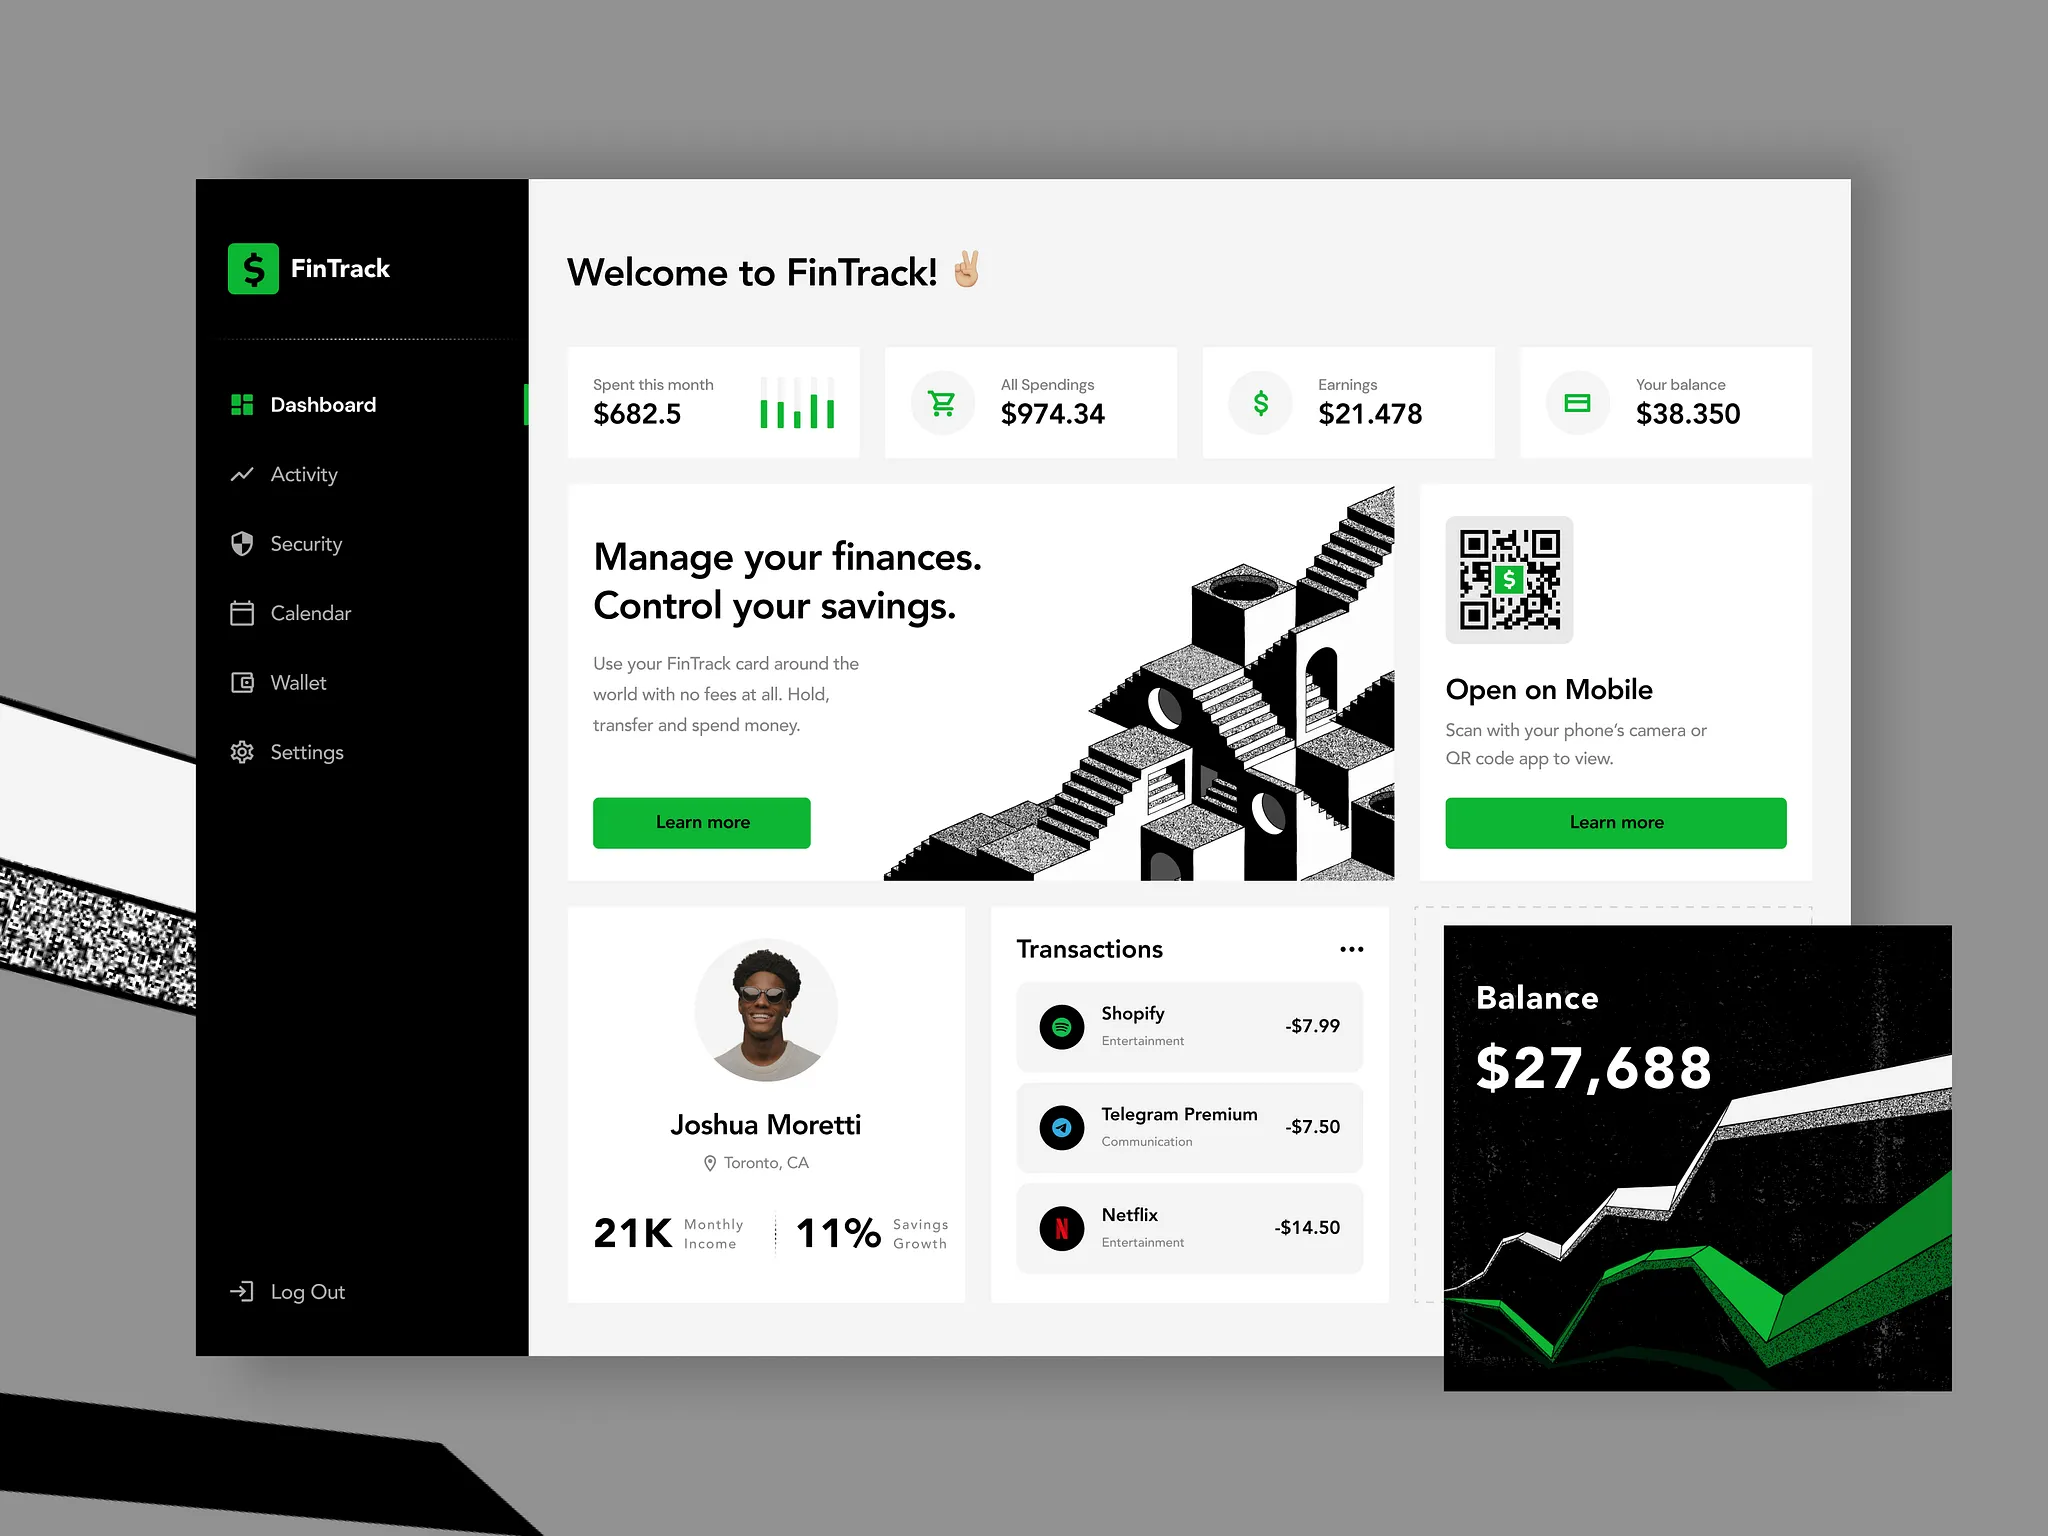 FinTrack
Dashboard
Activity
Security
Calendar
Wallet
Settings
Log Out
Welcome to FinTrack! ✌🏼
Spent this month
$682.5
All Spendings
$974.34
Earnings
$21.478
Your balance
$38.350
Manage your finances.
Control your savings.
Use your FinTrack card around the
world with no fees at all. Hold,
transfer and spend money.
Learn more
Open on Mobile
Scan with your phone’s camera or
QR code app to view.
Learn more
Joshua Moretti
Toronto, CA
21K Monthly
Income
11% Savings
Growth
Transactions
Shopify
Entertainment
-$7.99
Telegram Premium
Communication
-$7.50
Netflix
Entertainment
-$14.50
Balance
$27,688